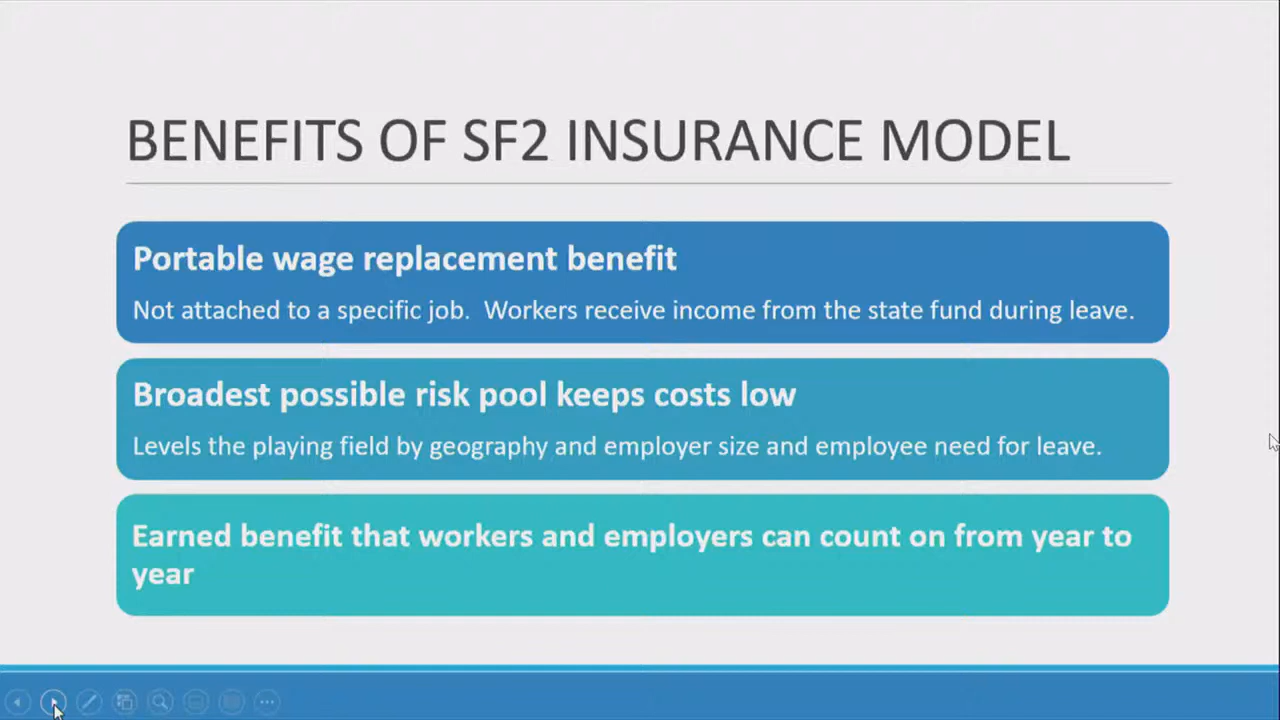 BENEFITS OF SF2 INSURANCE MODEL
Portable wage replacement benefit
Not attached to a specific job.  Workers receive income from the state fund during leave.
Broadest possible risk pool keeps costs low
Levels the playing field by geography and employer size and employee need for leave.
Earned benefit that workers and employers can count on from year to
year